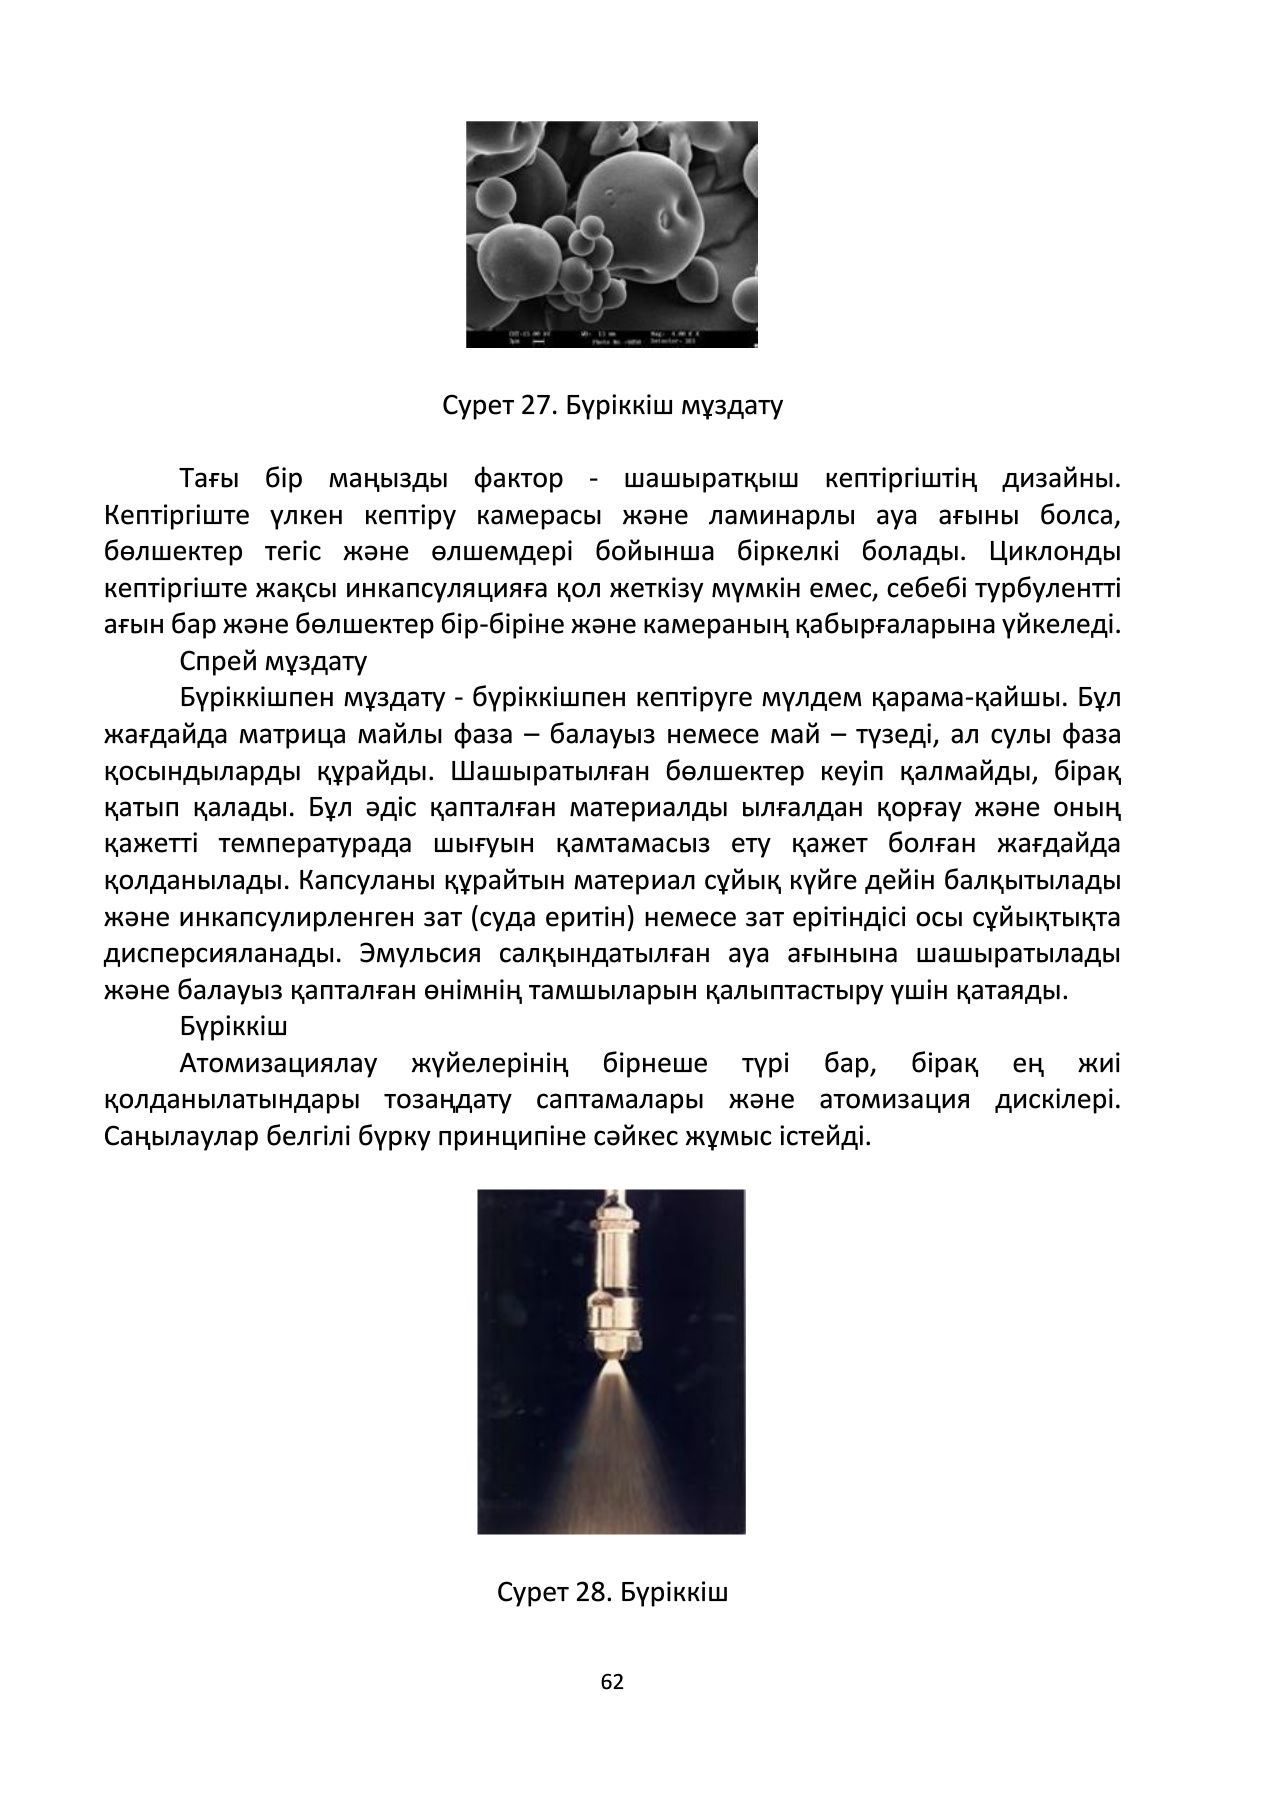 Сурет 27. Бүріккіш мұздату
Тағы бір маңызды фактор - шашыратқыш кептіргіштің дизайны.
Кептіргіште үлкен кептіру камерасы және ламинарлы ауа ағыны болса,
бөлшектер тегіс және өлшемдері бойынша біркелкі болады. Циклонды
кептіргіште жақсы инкапсуляцияға қол жеткізу мүмкін емес, себебі турбулентті
ағын бар және бөлшектер бір-біріне және камераның қабырғаларына үйкеледі.
Спрей мұздату
Бүріккішпен мұздату - бүріккішпен кептіруге мүлдем қарама-қайшы. Бұл
жағдайда матрица майлы фаза – балауыз немесе май – түзеді, ал сулы фаза
қосындыларды құрайды. Шашыратылған бөлшектер кеуіп қалмайды, бірақ
қатып қалады. Бұл әдіс қапталған материалды ылғалдан қорғау және оның
қажетті температурада шығуын қамтамасыз ету қажет болған жағдайда
қолданылады. Капсуланы құрайтын материал сұйық күйге дейін балқытылады
және инкапсулирленген зат (суда еритін) немесе зат ерітіндісі осы сұйықтықта
дисперсияланады. Эмульсия салқындатылған ауа ағынына шашыратылады
және балауыз қапталған өнімнің тамшыларын қалыптастыру үшін қатаяды.
Бүріккіш
Атомизациялау жүйелерінің бірнеше түрі бар, бірақ ең жиі
қолданылатындары тозаңдату саптамалары және атомизация дискілері.
Саңылаулар белгілі бүрку принципіне сәйкес жұмыс істейді.
Сурет 28. Бүріккіш
62